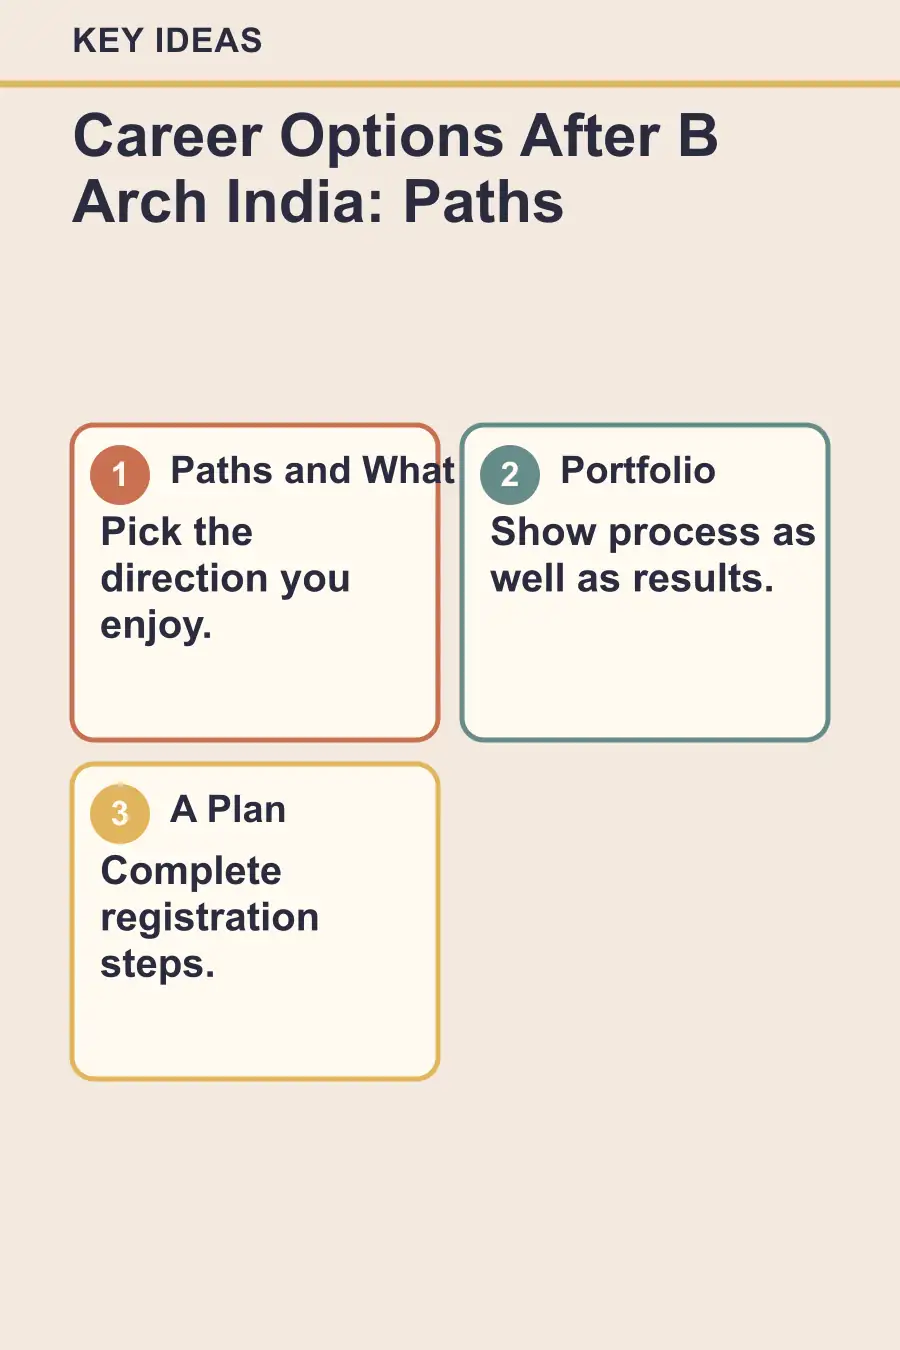 KEY IDEAS
Career Options After B
Arch India: Paths
1 Paths and What
Pick the
direction you
enjoy.
2 Portfolio
Show process as
well as results.
3 A Plan
Complete
registration
steps.